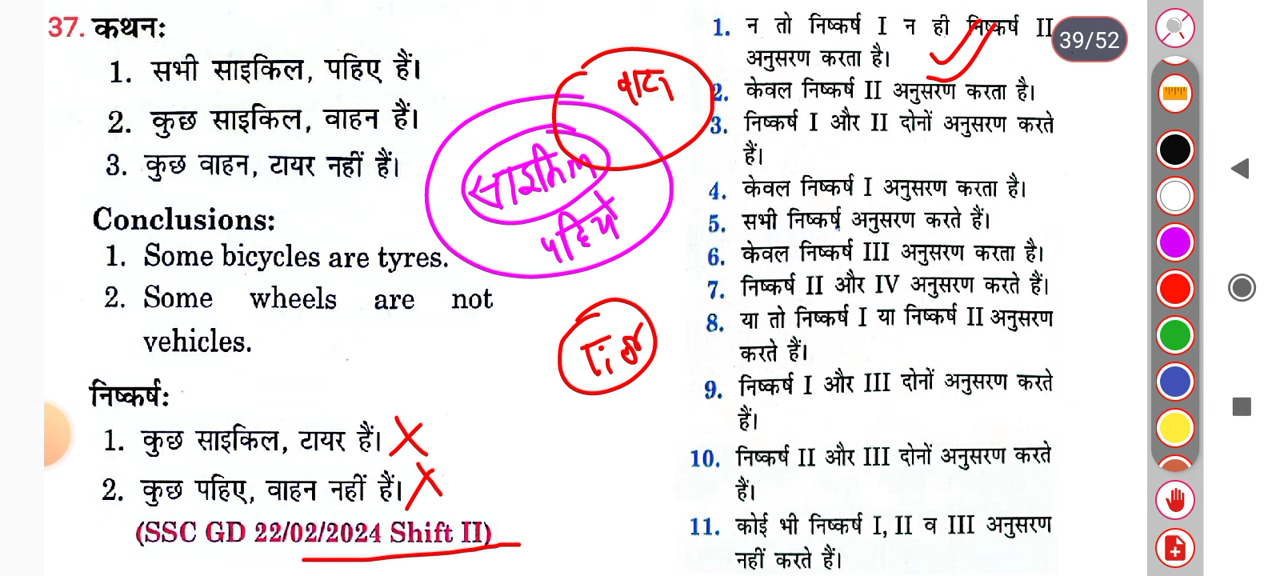 37. कथनः
1. सभी साइकिल, पहिए हैं।
2. कुछ साइकिल, वाहन हैं।
3. कुछ वाहन, टायर नहीं हैं।
Conclusions:
1. Some bicycles are tyres.
2. Some wheels are not
vehicles.
निष्कर्षः
1. कुछ साइकिल, टायर हैं।
2. कुछ पहिए, वाहन नहीं हैं।
(SSC GD 22/02/2024 Shift II)
साइकिल
पहिये
1. न तो निष्कर्ष I न ही निष्कर्ष II
अनुसरण करता है।
2. केवल निष्कर्ष II अनुसरण करता है।
3. निष्कर्ष I और II दोनों अनुसरण करते
हैं।
4. केवल निष्कर्ष I अनुसरण करता है।
5. सभी निष्कर्ष अनुसरण करते हैं।
6. केवल निष्कर्ष III अनुसरण करता है।
7. निष्कर्ष II और IV अनुसरण करते हैं।
8. या तो निष्कर्ष I या निष्कर्ष II अनुसरण
करते हैं।
9. निष्कर्ष I और III दोनों अनुसरण करते
हैं।
10. निष्कर्ष II और III दोनों अनुसरण करते
हैं।
11. कोई भी निष्कर्ष I, II व III अनुसरण
नहीं करते हैं।
39/52